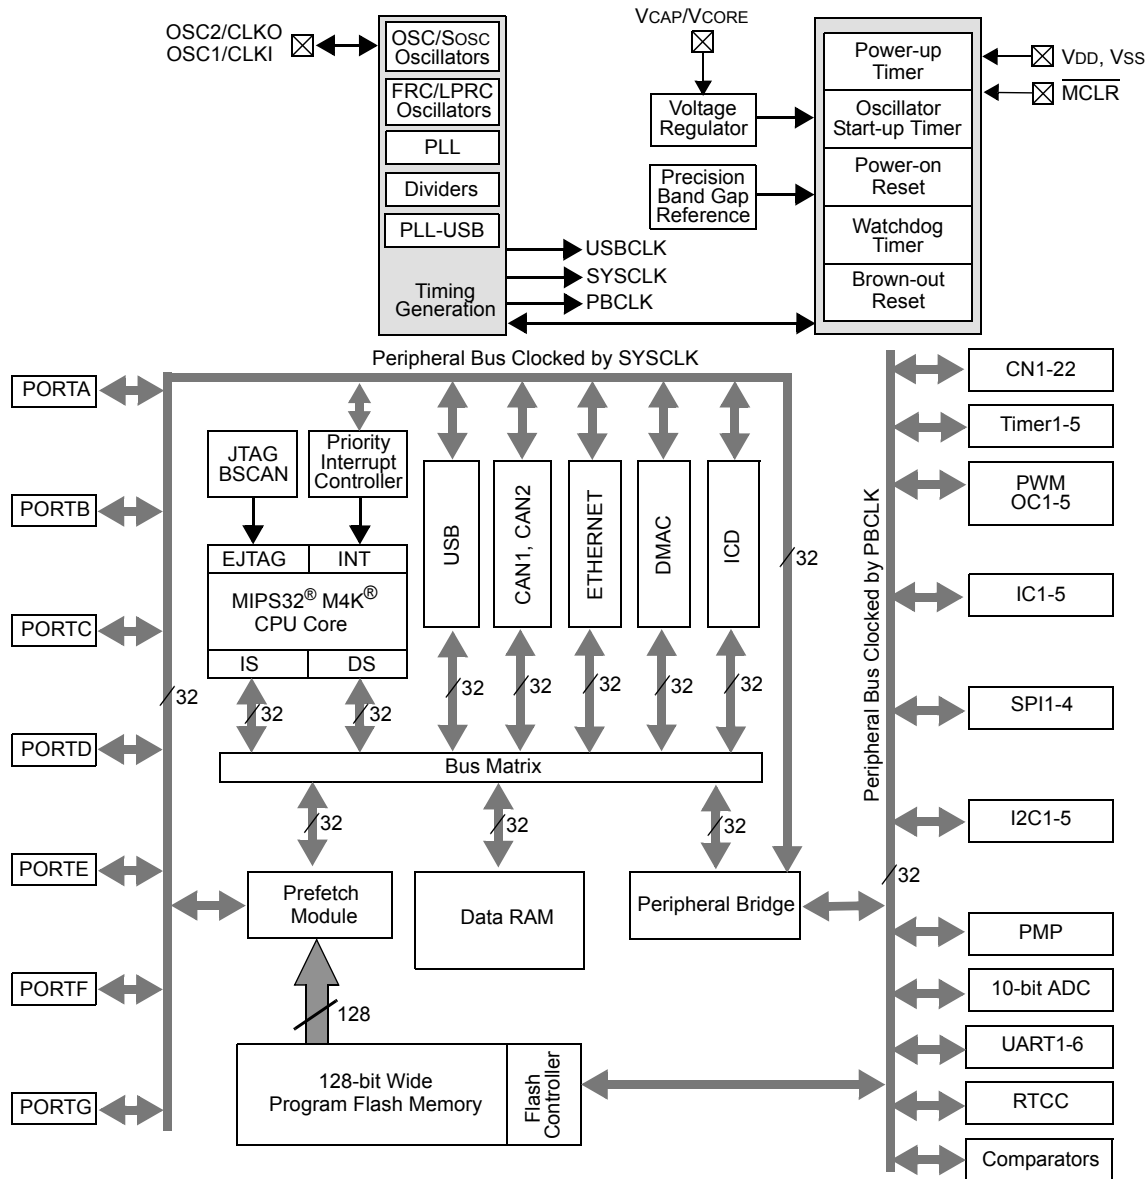 OSC2/CLKO
OSC1/CLKI
OSC/SOSC
Oscillators
FRC/LPRC
Oscillators
PLL
Dividers
PLL-USB
Timing
Generation
USBCLK
SYSCLK
PBCLK
VCAP/VCORE
Voltage
Regulator
Precision
Band Gap
Reference
Power-up
Timer
Oscillator
Start-up Timer
Power-on
Reset
Watchdog
Timer
Brown-out
Reset
VDD, VSS
MCLR
Peripheral Bus Clocked by SYSCLK
PORTA
PORTB
PORTC
PORTD
PORTE
PORTF
PORTG
32
JTAG
BSCAN
Priority
Interrupt
Controller
EJTAG
INT
MIPS32® M4K®
CPU Core
IS
DS
USB
CAN1, CAN2
ETHERNET
DMAC
ICD
32
32
32
32
32
32
32
32
Bus Matrix
32
32
32
Prefetch
Module
Data RAM
Peripheral Bridge
128
128-bit Wide
Program Flash Memory
Flash
Controller
Peripheral Bus Clocked by PBCLK
32
CN1-22
Timer1-5
PWM
OC1-5
IC1-5
SPI1-4
I2C1-5
PMP
10-bit ADC
UART1-6
RTCC
Comparators